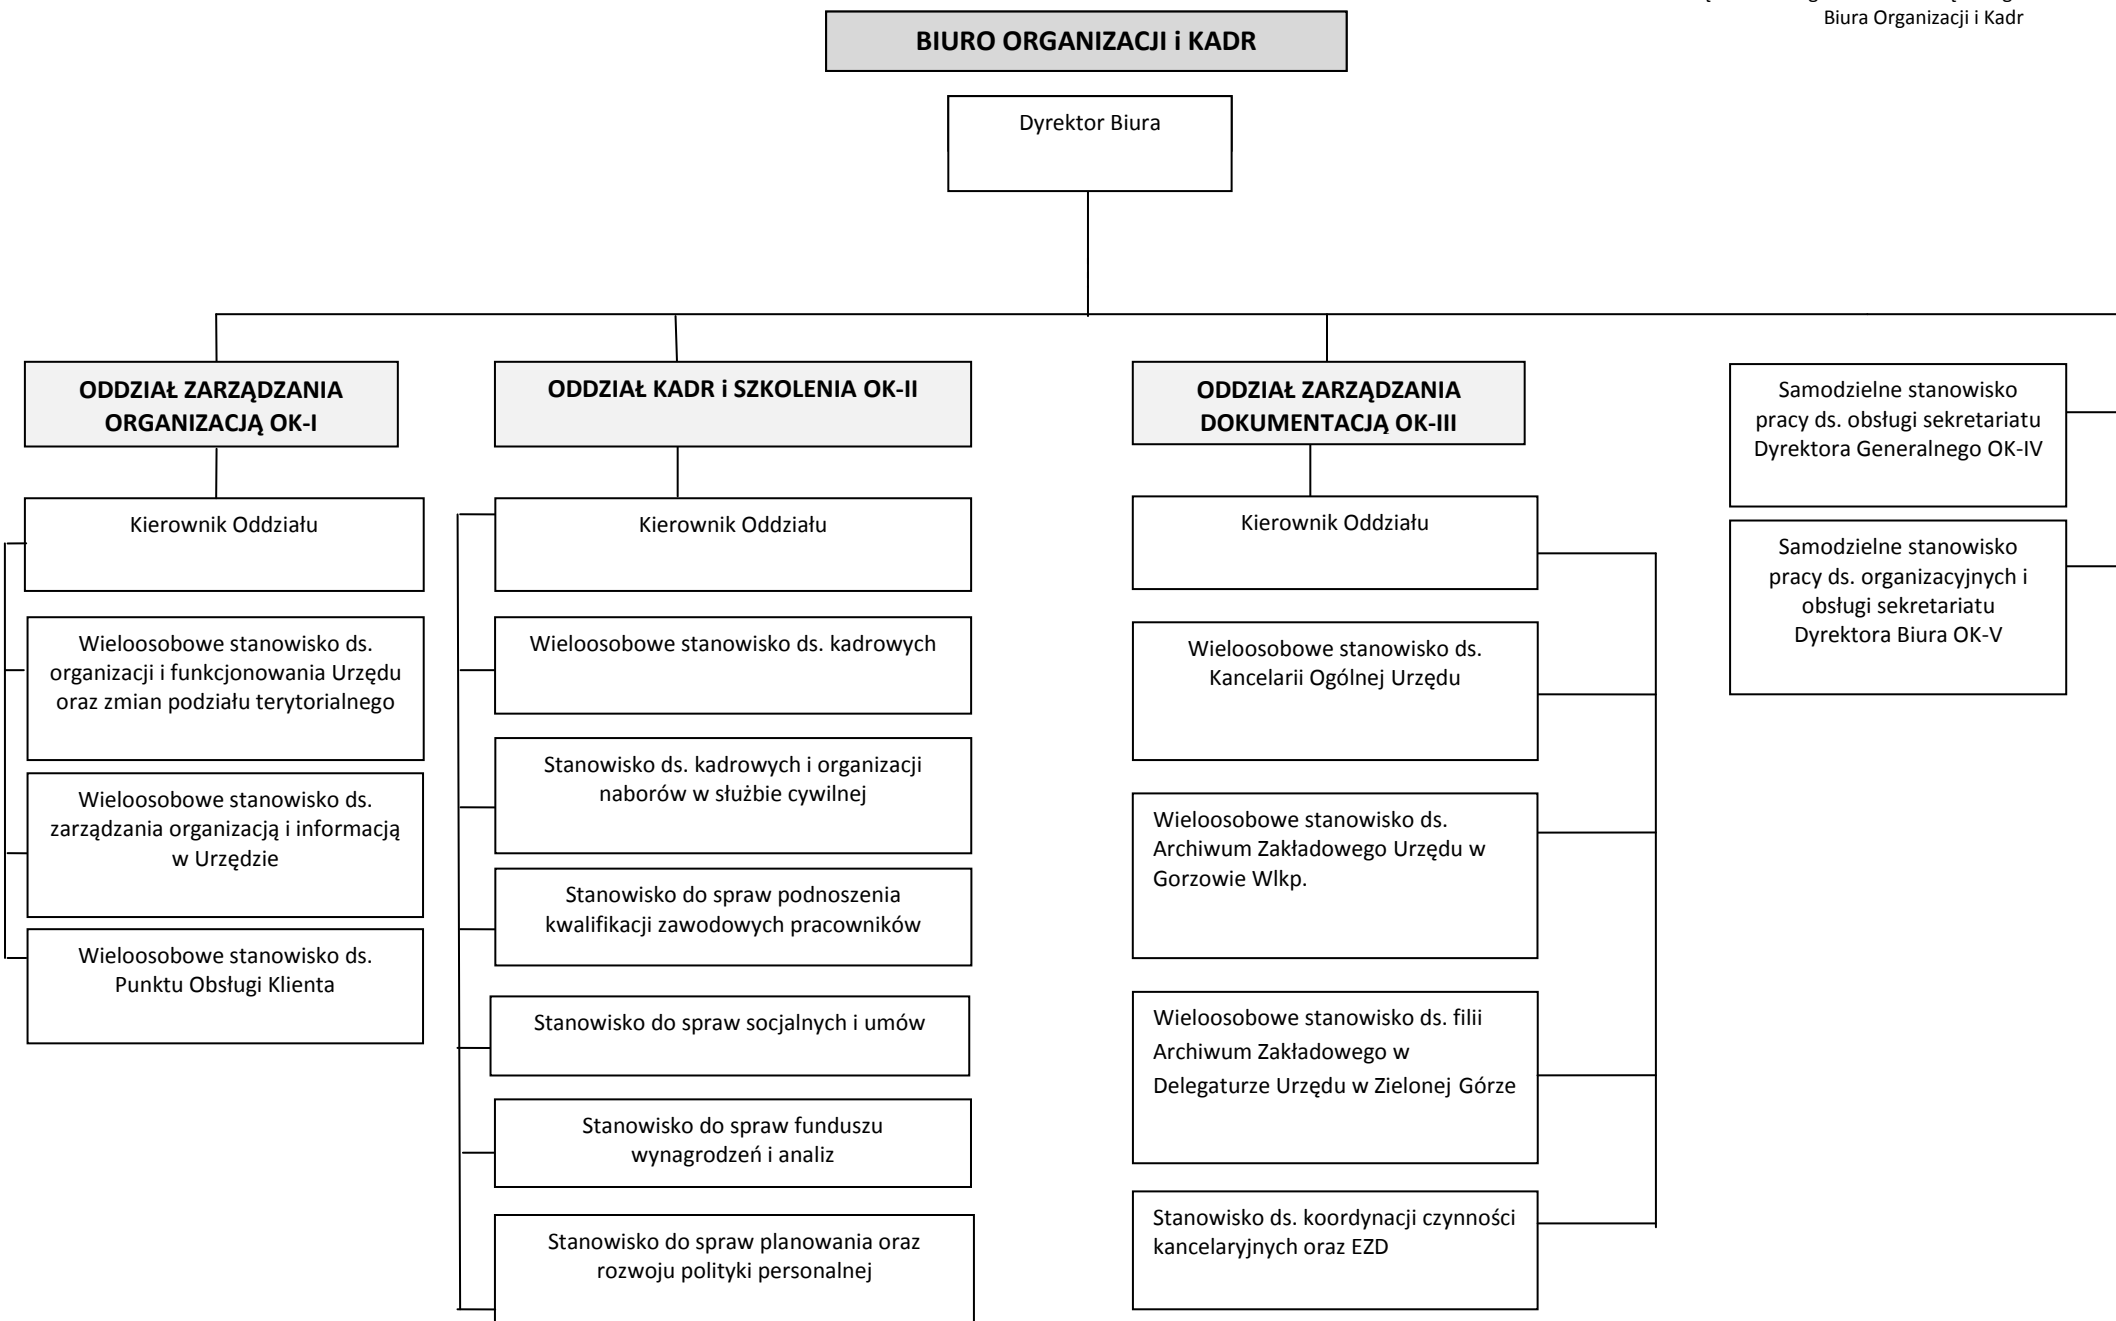 Biura Organizacji i Kadr
BIURO ORGANIZACJI i KADR
Dyrektor Biura
ODDZIAŁ ZARZĄDZANIA
ORGANIZACJĄ OK-I
Kierownik Oddziału
Wieloosobowe stanowisko ds.
organizacji i funkcjonowania Urzędu
oraz zmian podziału terytorialnego
Wieloosobowe stanowisko ds.
zarządzania organizacją i informacją
w Urzędzie
Wieloosobowe stanowisko ds.
Punktu Obsługi Klienta
ODDZIAŁ KADR i SZKOLENIA OK-II
Kierownik Oddziału
Wieloosobowe stanowisko ds. kadrowych
Stanowisko ds. kadrowych i organizacji
naborów w służbie cywilnej
Stanowisko do spraw podnoszenia
kwalifikacji zawodowych pracowników
Stanowisko do spraw socjalnych i umów
Stanowisko do spraw funduszu
wynagrodzeń i analiz
Stanowisko do spraw planowania oraz
rozwoju polityki personalnej
ODDZIAŁ ZARZĄDZANIA
DOKUMENTACJĄ OK-III
Kierownik Oddziału
Wieloosobowe stanowisko ds.
Kancelarii Ogólnej Urzędu
Wieloosobowe stanowisko ds.
Archiwum Zakładowego Urzędu w
Gorzowie Wlkp.
Wieloosobowe stanowisko ds. filii
Archiwum Zakładowego w
Delegaturze Urzędu w Zielonej Górze
Stanowisko ds. koordynacji czynności
kancelaryjnych oraz EZD
Samodzielne stanowisko
pracy ds. obsługi sekretariatu
Dyrektora Generalnego OK-IV
Samodzielne stanowisko
pracy ds. organizacyjnych i
obsługi sekretariatu
Dyrektora Biura OK-V